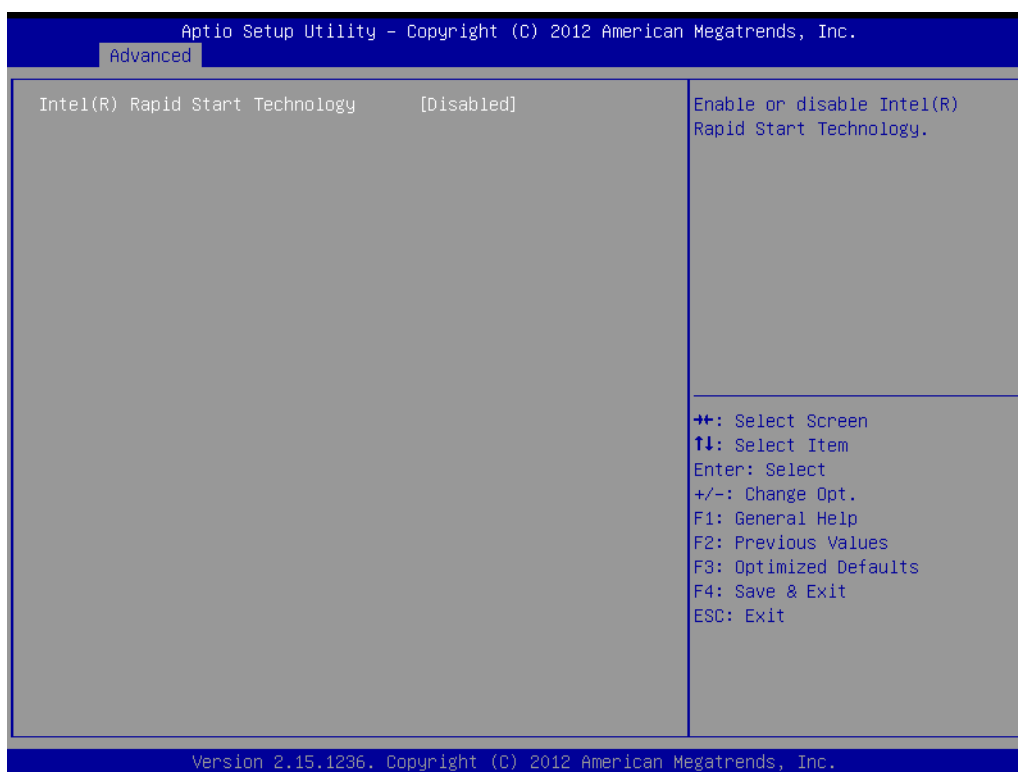 Aptio Setup Utility – Copyright (C) 2012 American Megatrends, Inc.
Advanced
Intel(R) Rapid Start Technology [Disabled]
Enable or disable Intel(R)
Rapid Start Technology.
→←: Select Screen
↑↓: Select Item
Enter: Select
+/-: Change Opt.
F1: General Help
F2: Previous Values
F3: Optimized Defaults
F4: Save & Exit
ESC: Exit
Version 2.15.1236. Copyright (C) 2012 American Megatrends, Inc.